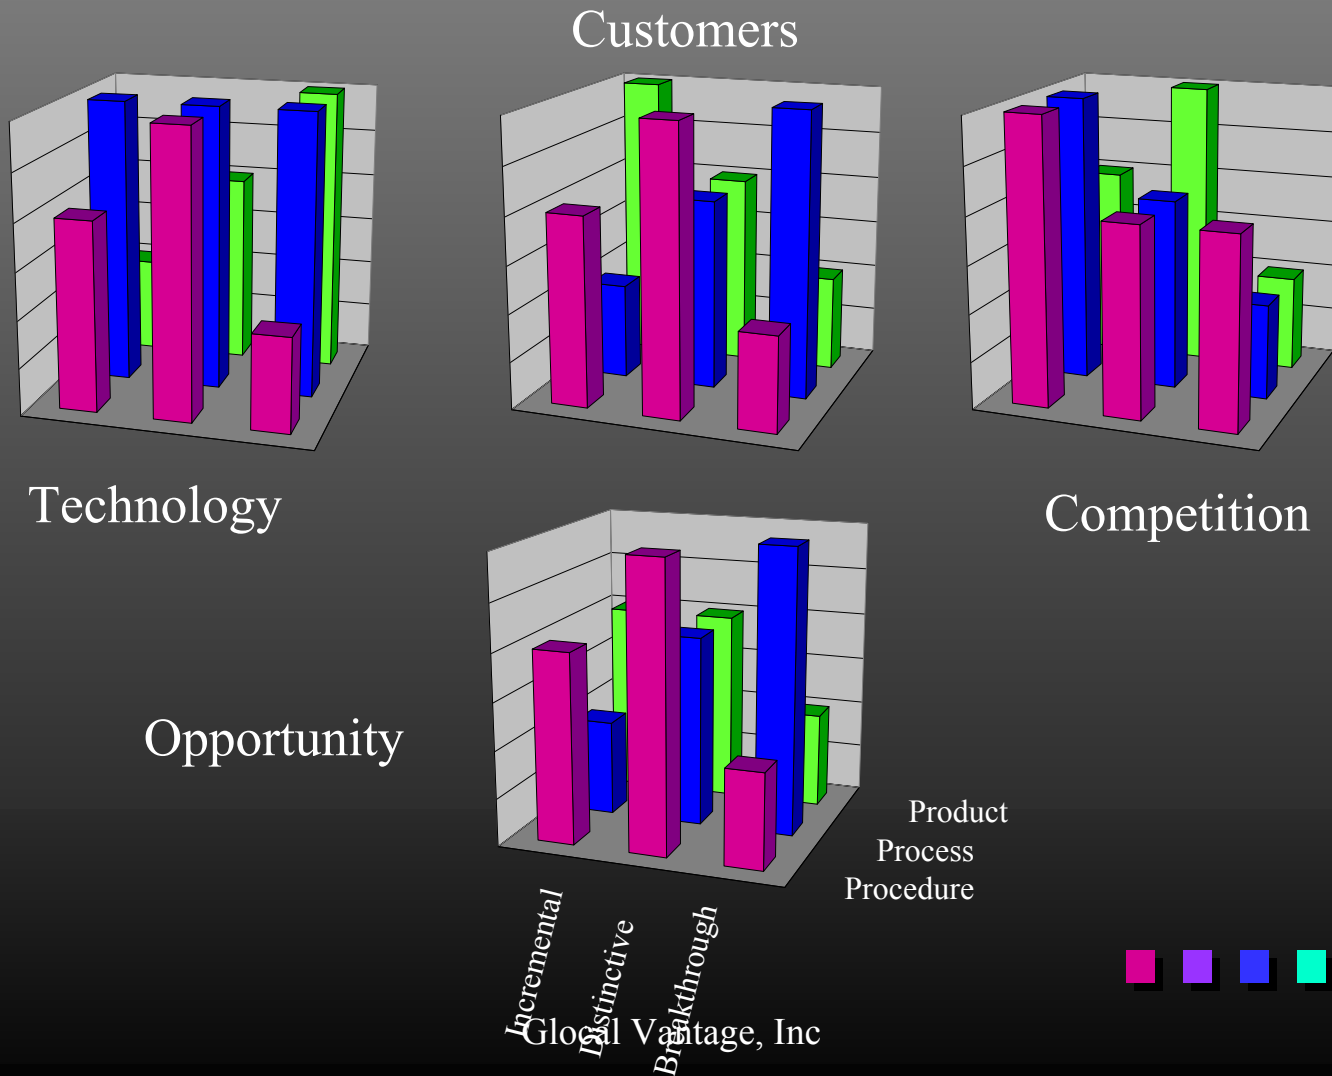 Customers
Technology
Competition
Opportunity
Product
Process
Procedure
Incremental
Distinctive
Breakthrough
Glocal Vantage, Inc